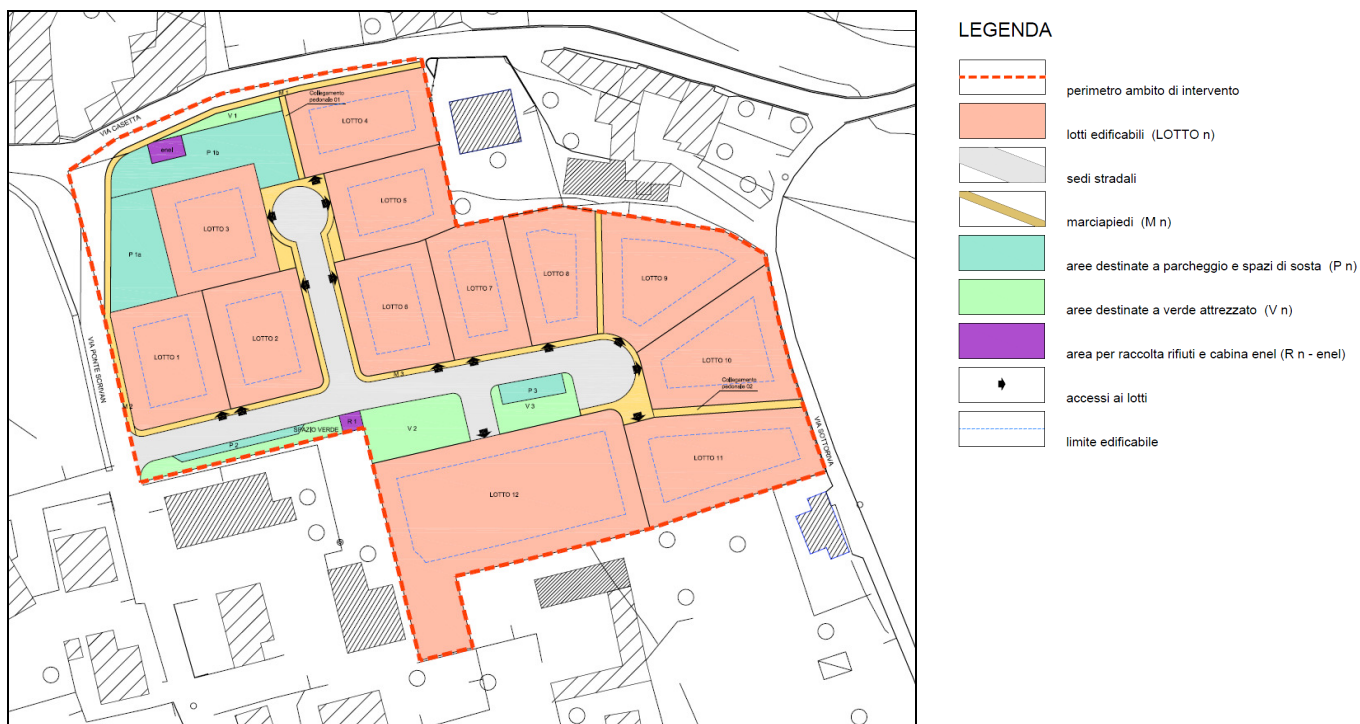 VIA CASETTA
V 1
M 1
Collegamento
pedonale 01
LOTTO 4
enel
P 1b
LOTTO 5
LOTTO 3
P 1a
LOTTO 8
LOTTO 9
LOTTO 7
LOTTO 6
LOTTO 2
LOTTO 1
VIA PONTE SCRIVAN
LOTTO 10
M 3
Collegamento
pedonale 02
P 3
M 2
V 3
R 1
SPAZIO VERDE
V 2
P 2
VIA SOTTORIVA
LOTTO 11
LOTTO 12
LEGENDA
perimetro ambito di intervento
lotti edificabili (LOTTO n)
sedi stradali
marciapiedi (M n)
aree destinate a parcheggio e spazi di sosta (P n)
aree destinate a verde attrezzato (V n)
area per raccolta rifiuti e cabina enel (R n - enel)
accessi ai lotti
limite edificabile